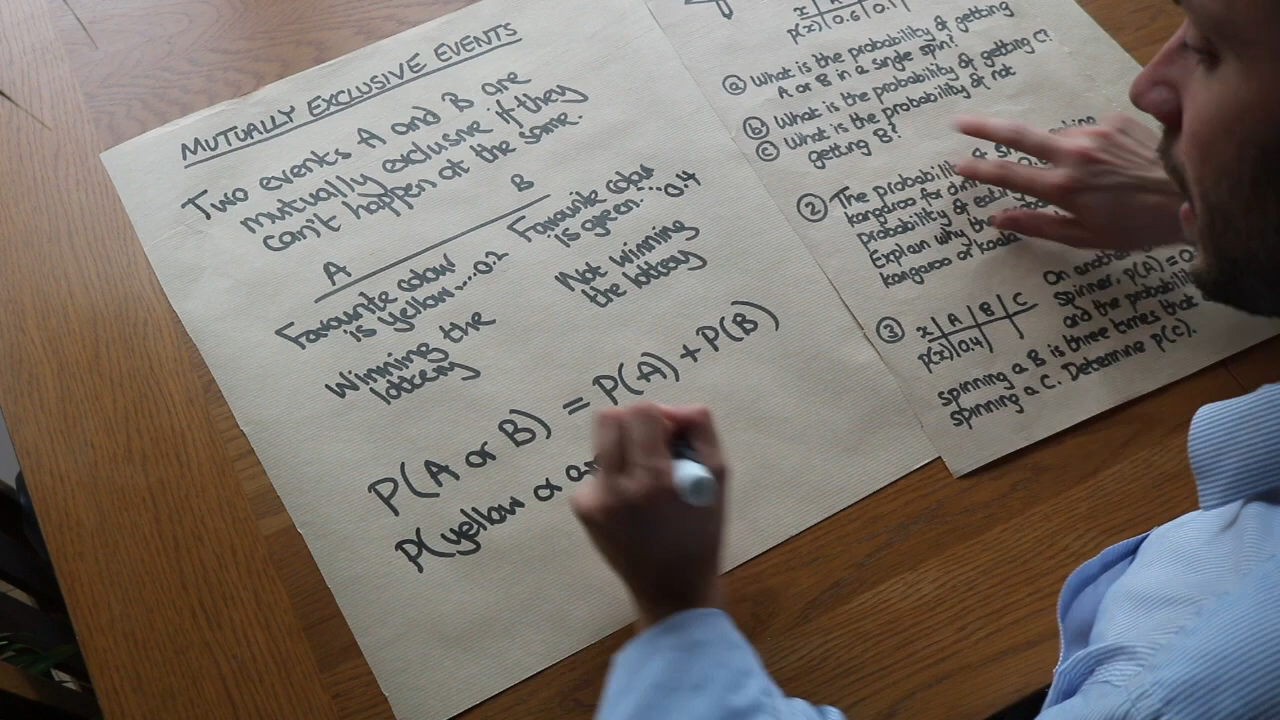 MUTUALLY EXCLUSIVE EVENTS
Two events A and B are
mutually exclusive if they
can't happen at the same.
A B
Favourite colour
is yellow....0.2
Favourite colour
is green...0.4
Winning the
lottery
Not winning
the lottery
P(A or B) = P(A) + P(B)
P(yellow or
x
p(x) 0.6 0.1
a What is the probability of getting
A or B in a single spin?
b What is the probability of getting C?
c What is the probability of not
getting B?
2 The
kangaroo for
probability of
Explain why the
kangaroo or koala
3 x A B C
p(x) 0.4
On another
spinner, p(A) = 0.
and the probability
spinning a B is three times that
spinning a C. Determine p(C).